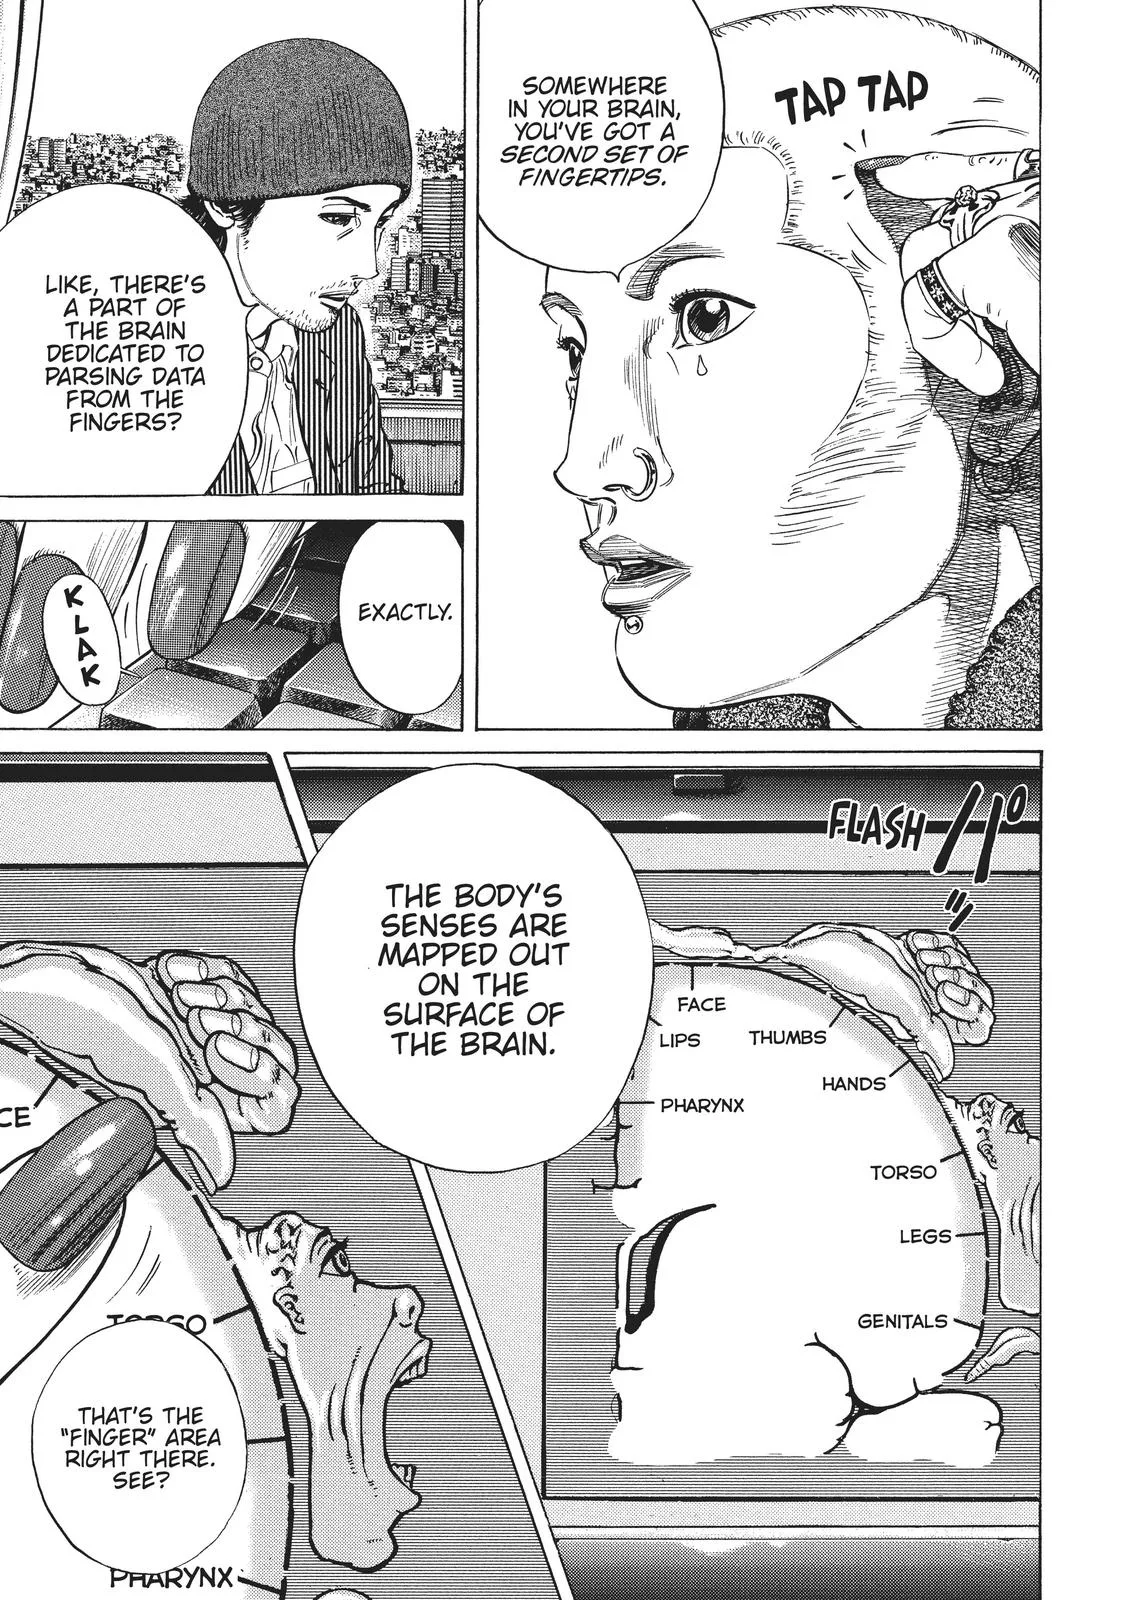 SOMEWHERE
IN YOUR BRAIN,
YOU'VE GOT A
SECOND SET OF
FINGERTIPS.
TAP TAP
LIKE, THERE'S
A PART OF
THE BRAIN
DEDICATED TO
PARSING DATA
FROM THE
FINGERS?
EXACTLY.
KLAK
FLASH
パッ
THE BODY'S
SENSES ARE
MAPPED OUT
ON THE
SURFACE OF
THE BRAIN.
FACE
LIPS
THUMBS
HANDS
PHARYNX
TORSO
LEGS
GENITALS
CE
TORSO
THAT'S THE
"FINGER" AREA
RIGHT THERE.
SEE?
PHARYNX